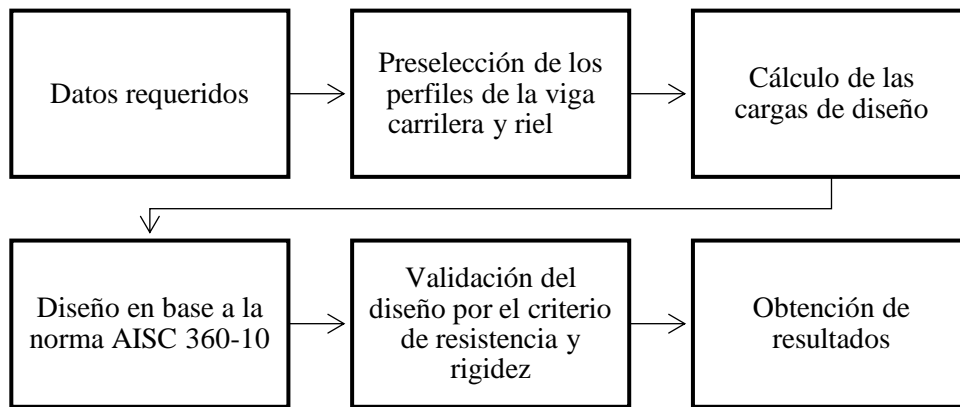 Datos requeridos
Preselección de los
perfiles de la viga
carrilera y riel
Cálculo de las
cargas de diseño
Diseño en base a la
norma AISC 360-10
Validación del
diseño por el criterio
de resistencia y
rigidez
Obtención de
resultados